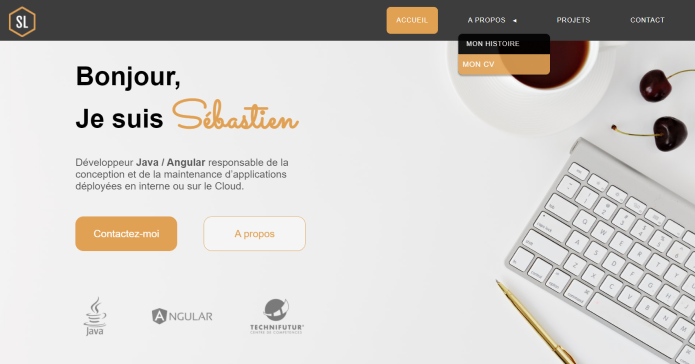 SL
ACCUEIL
A PROPOS
PROJETS
CONTACT
MON HISTOIRE
MON CV
Bonjour,
Je suis Sébastien
Développeur Java / Angular responsable de la
conception et de la maintenance d'applications
déployées en interne ou sur le Cloud.
Contactez-moi
A propos
Java
ANGULAR
TECHNIFUTUR
CENTRE DE COMPÉTENCES